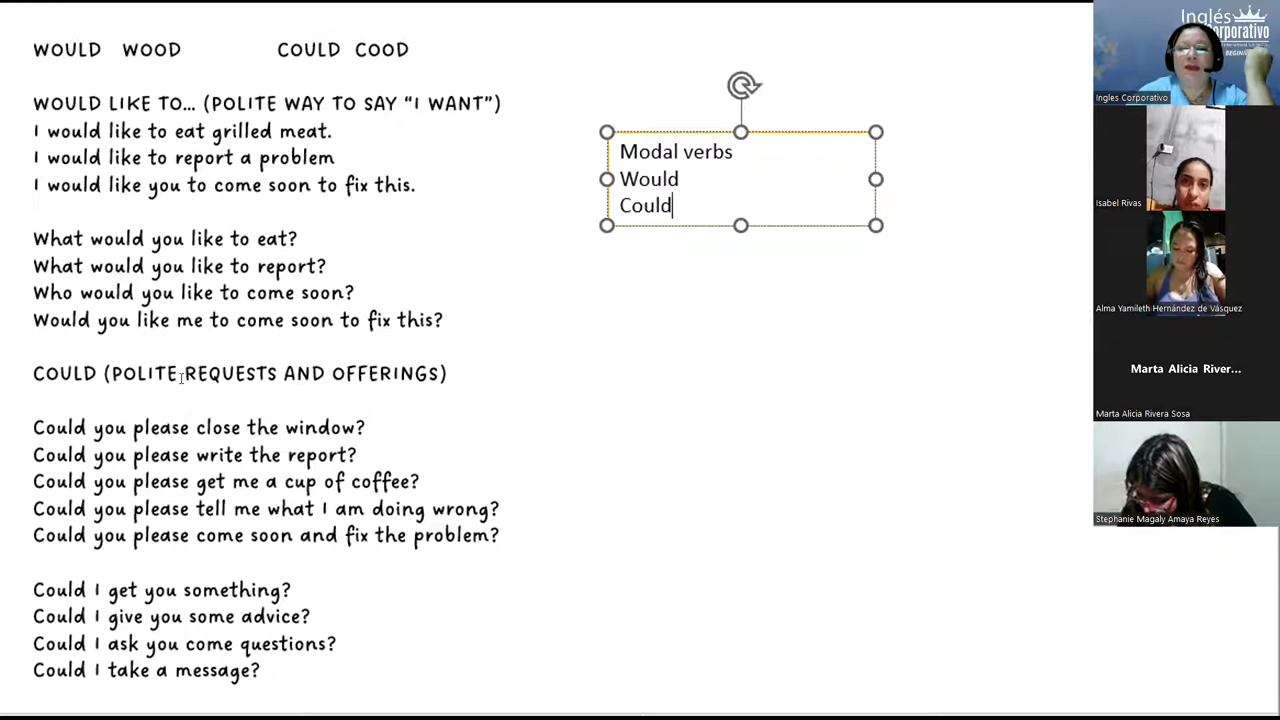 WOULD WOOD COULD COOD
WOULD LIKE TO... (POLITE WAY TO SAY "I WANT")
I would like to eat grilled meat.
I would like to report a problem
I would like you to come soon to fix this.
What would you like to eat?
What would you like to report?
Who would you like to come soon?
Would you like me to come soon to fix this?
COULD (POLITE REQUESTS AND OFFERINGS)
Could you please close the window?
Could you please write the report?
Could you please get me a cup of coffee?
Could you please tell me what I am doing wrong?
Could you please come soon and fix the problem?
Could I get you something?
Could I give you some advice?
Could I ask you come questions?
Could I take a message?
Modal verbs
Would
Could
Inglés
Corporativo
Ingles Corporativo
Isabel Rivas
Alma Yamileth Hernández de Vásquez
Marta Alicia River...
Marta Alicia Rivera Sosa
Stephanie Magaly Amaya Reyes